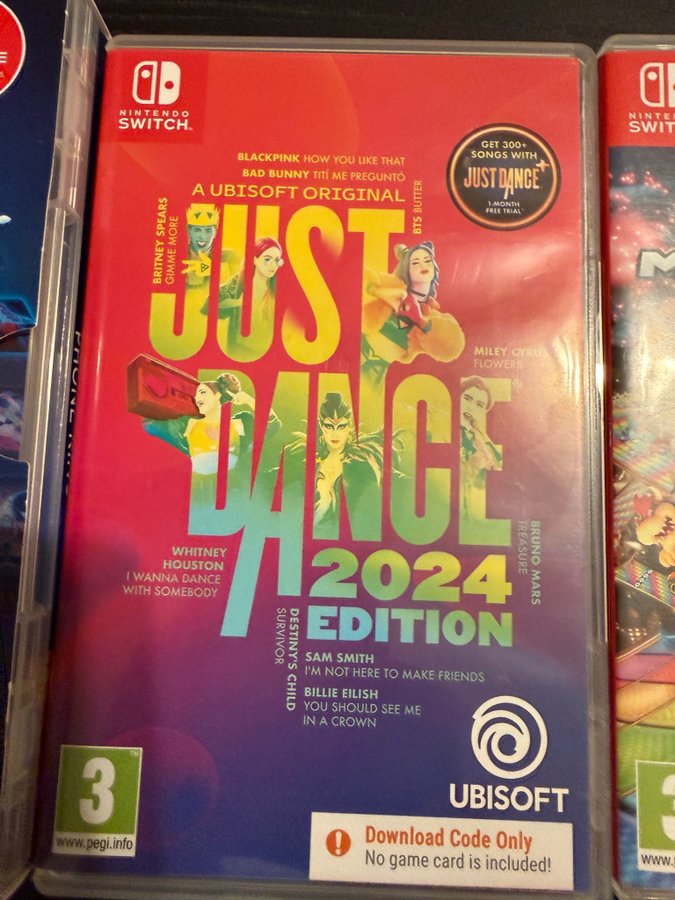 NINTENDO
SWITCH™
BLACKPINK HOW YOU LIKE THAT
BAD BUNNY TITÍ ME PREGUNTÓ
A UBISOFT ORIGINAL
GET 300+
SONGS WITH
JUST DANCE+
1-MONTH
FREE TRIAL*
BRITNEY SPEARS
GIMME MORE
BTS BUTTER
JUST
MILEY CYRUS
FLOWERS
DANCE®
WHITNEY
HOUSTON
I WANNA DANCE
WITH SOMEBODY
2024
EDITION
BRUNO MARS
TREASURE
DESTINY'S CHILD
SURVIVOR
SAM SMITH
I'M NOT HERE TO MAKE FRIENDS
BILLIE EILISH
YOU SHOULD SEE ME
IN A CROWN
UBISOFT
3
www.pegi.info
! Download Code Only
No game card is included!
3
www.p